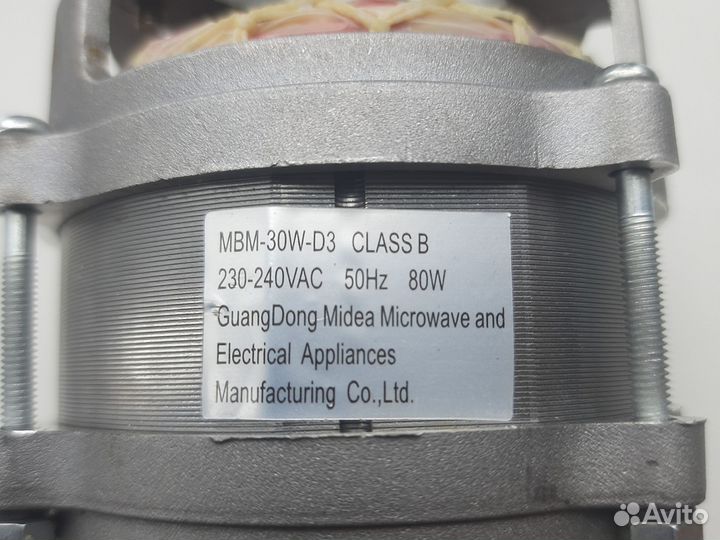 MBM-30W-D3 CLASS B
230-240VAC 50Hz 80W
GuangDong Midea Microwave and
Electrical Appliances
Manufacturing Co.,Ltd.
Avito